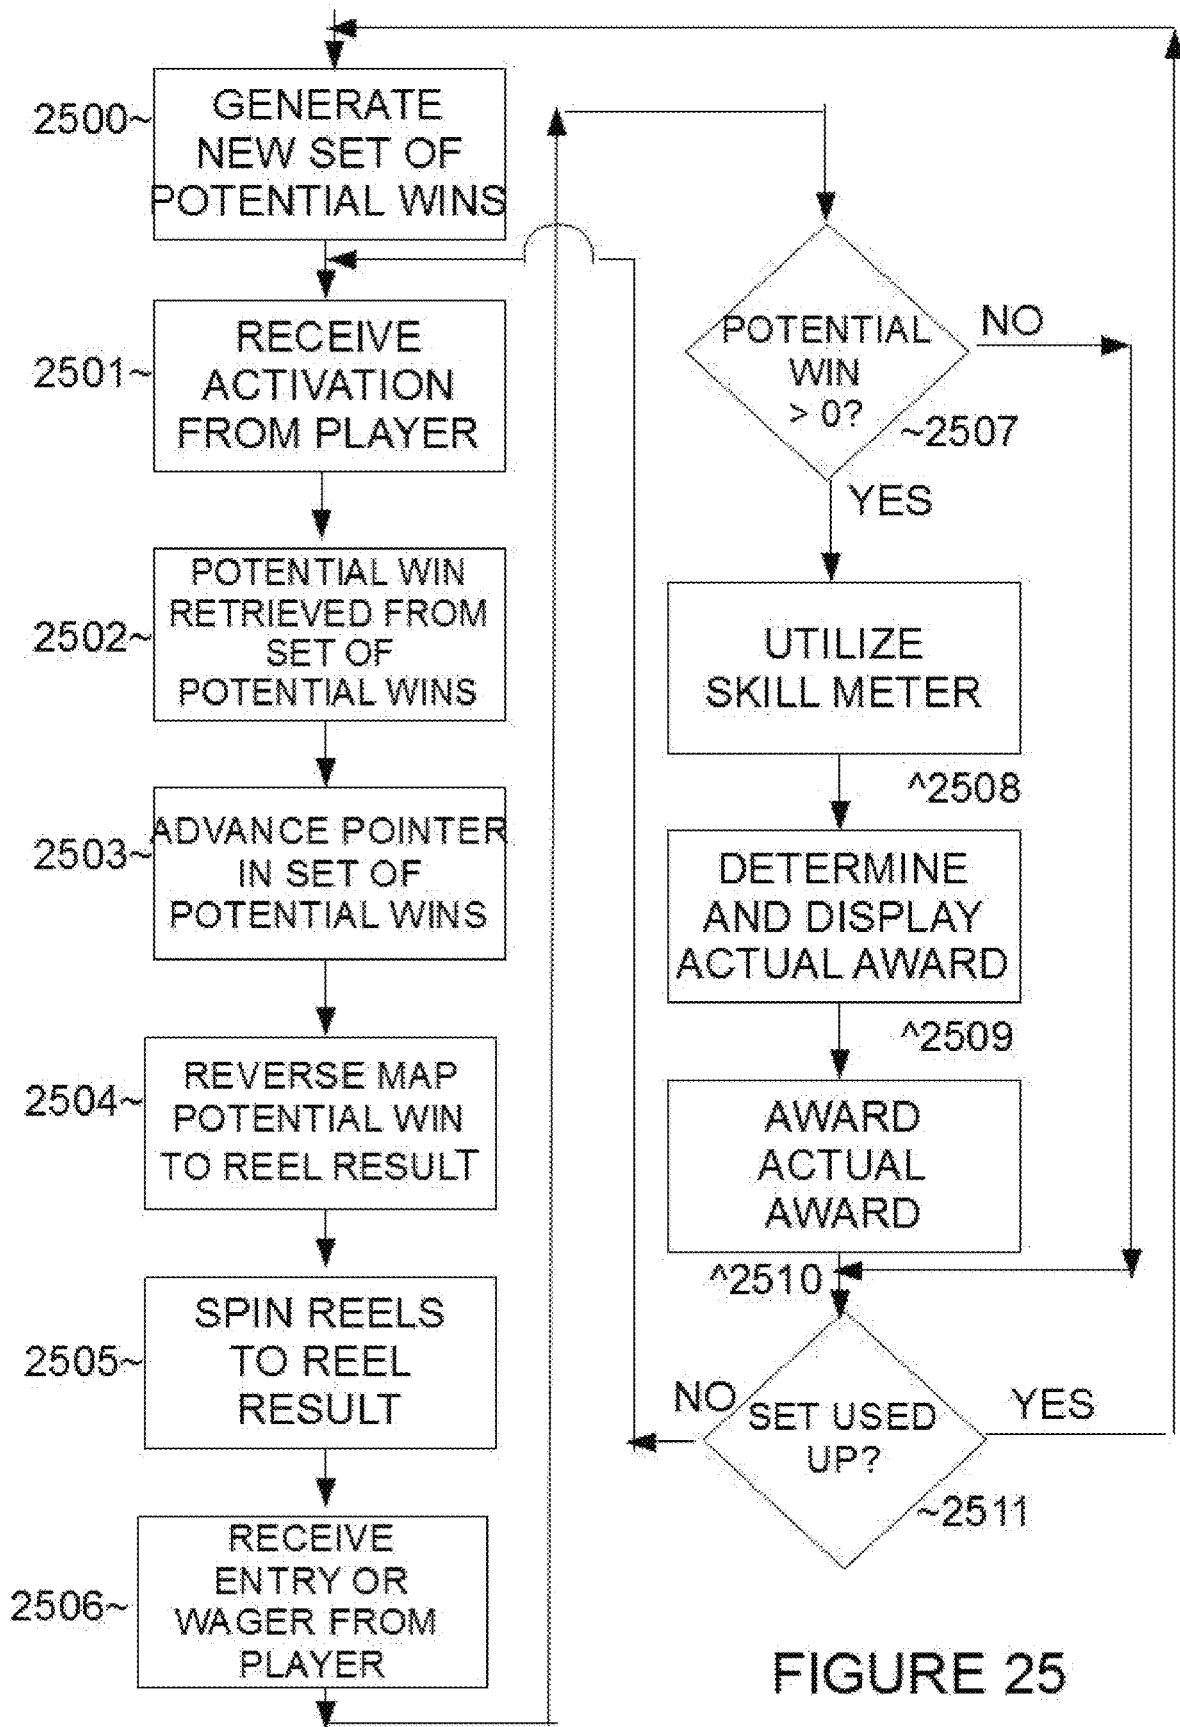 2500~
GENERATE
NEW SET OF
POTENTIAL WINS
2501~
RECEIVE
ACTIVATION
FROM PLAYER
2502~
POTENTIAL WIN
RETRIEVED FROM
SET OF
POTENTIAL WINS
2503~
ADVANCE POINTER
IN SET OF
POTENTIAL WINS
2504~
REVERSE MAP
POTENTIAL WIN
TO REEL RESULT
2505~
SPIN REELS
TO REEL
RESULT
2506~
RECEIVE
ENTRY OR
WAGER FROM
PLAYER
POTENTIAL
WIN
> 0?
NO
~2507
YES
UTILIZE
SKILL METER
^2508
DETERMINE
AND DISPLAY
ACTUAL AWARD
^2509
AWARD
ACTUAL
AWARD
^2510
NO
SET USED
UP?
YES
~2511
FIGURE 25